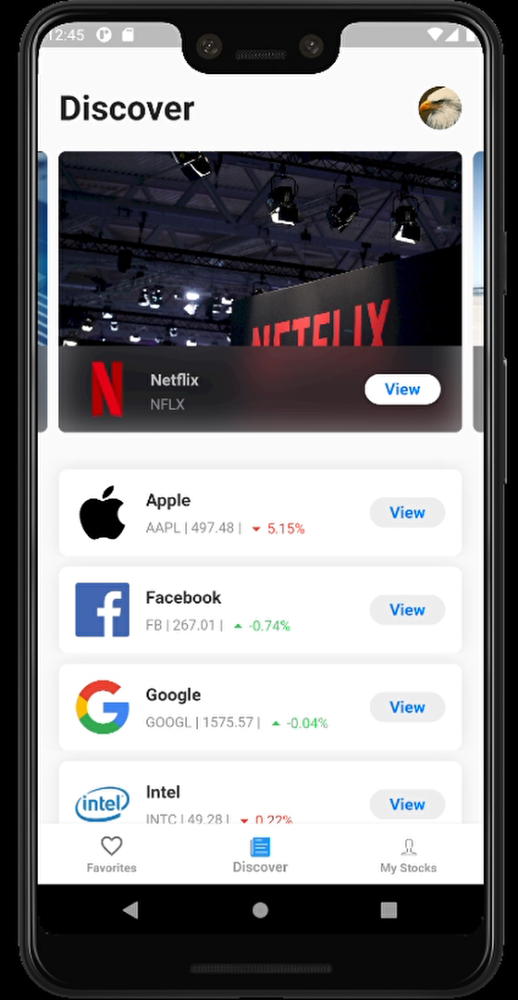 12:45
Discover
NETFLIX
N
Netflix
NFLX
View
Apple
AAPL | 497.48 | ▼ 5.15%
View
f
Facebook
FB | 267.01 | ▲ -0.74%
View
G
Google
GOOGL | 1575.57 | ▲ -0.04%
View
intel
Intel
INTC | 49.28 | ▼ 0.22%
View
Favorites
Discover
My Stocks